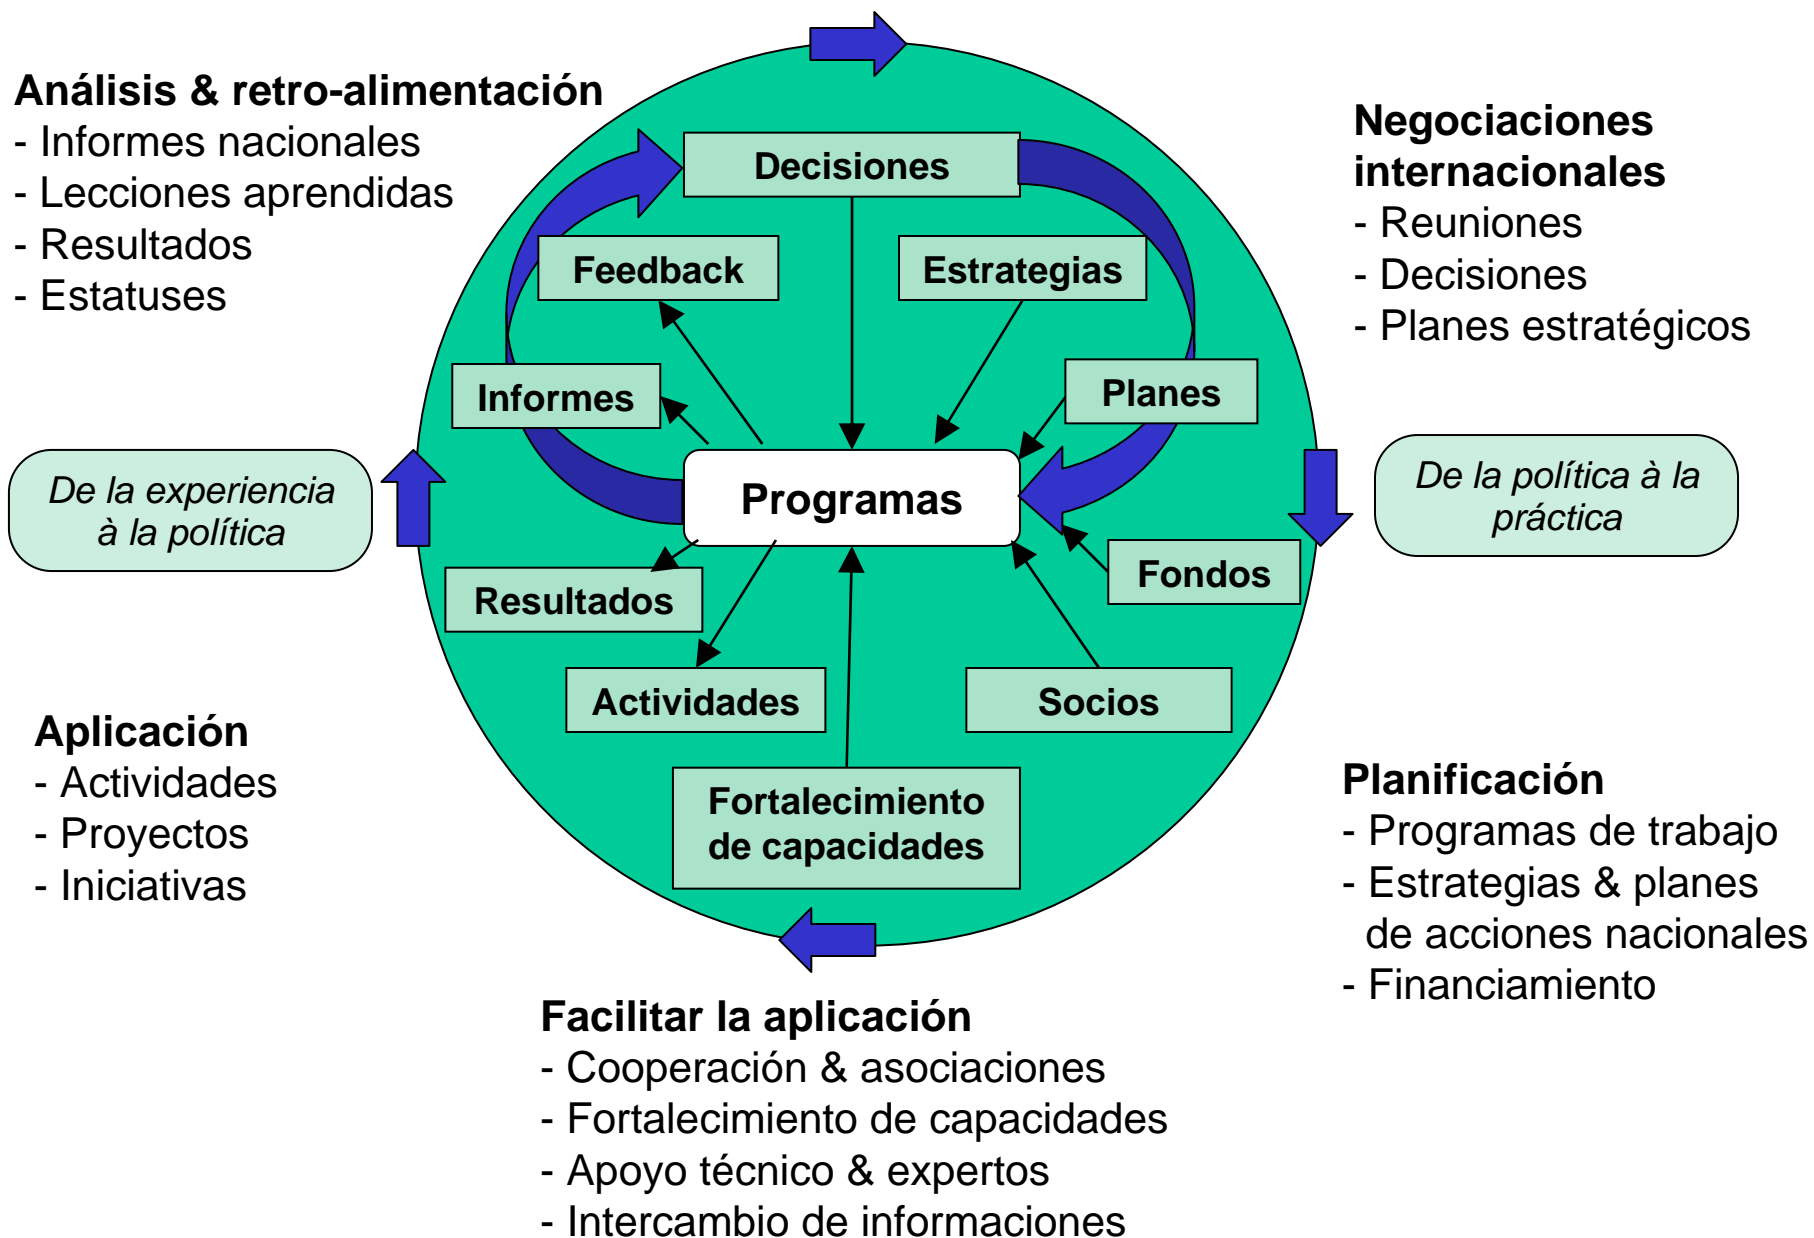 Análisis & retro-alimentación
- Informes nacionales
- Lecciones aprendidas
- Resultados
- Estatuses
Negociaciones
internacionales
- Reuniones
- Decisiones
- Planes estratégicos
Decisiones
Feedback
Estrategias
Informes
Planes
De la experiencia
à la política
Programas
De la política à la
práctica
Fondos
Resultados
Actividades
Socios
Fortalecimiento
de capacidades
Aplicación
- Actividades
- Proyectos
- Iniciativas
Planificación
- Programas de trabajo
- Estrategias & planes
de acciones nacionales
- Financiamiento
Facilitar la aplicación
- Cooperación & asociaciones
- Fortalecimiento de capacidades
- Apoyo técnico & expertos
- Intercambio de informaciones